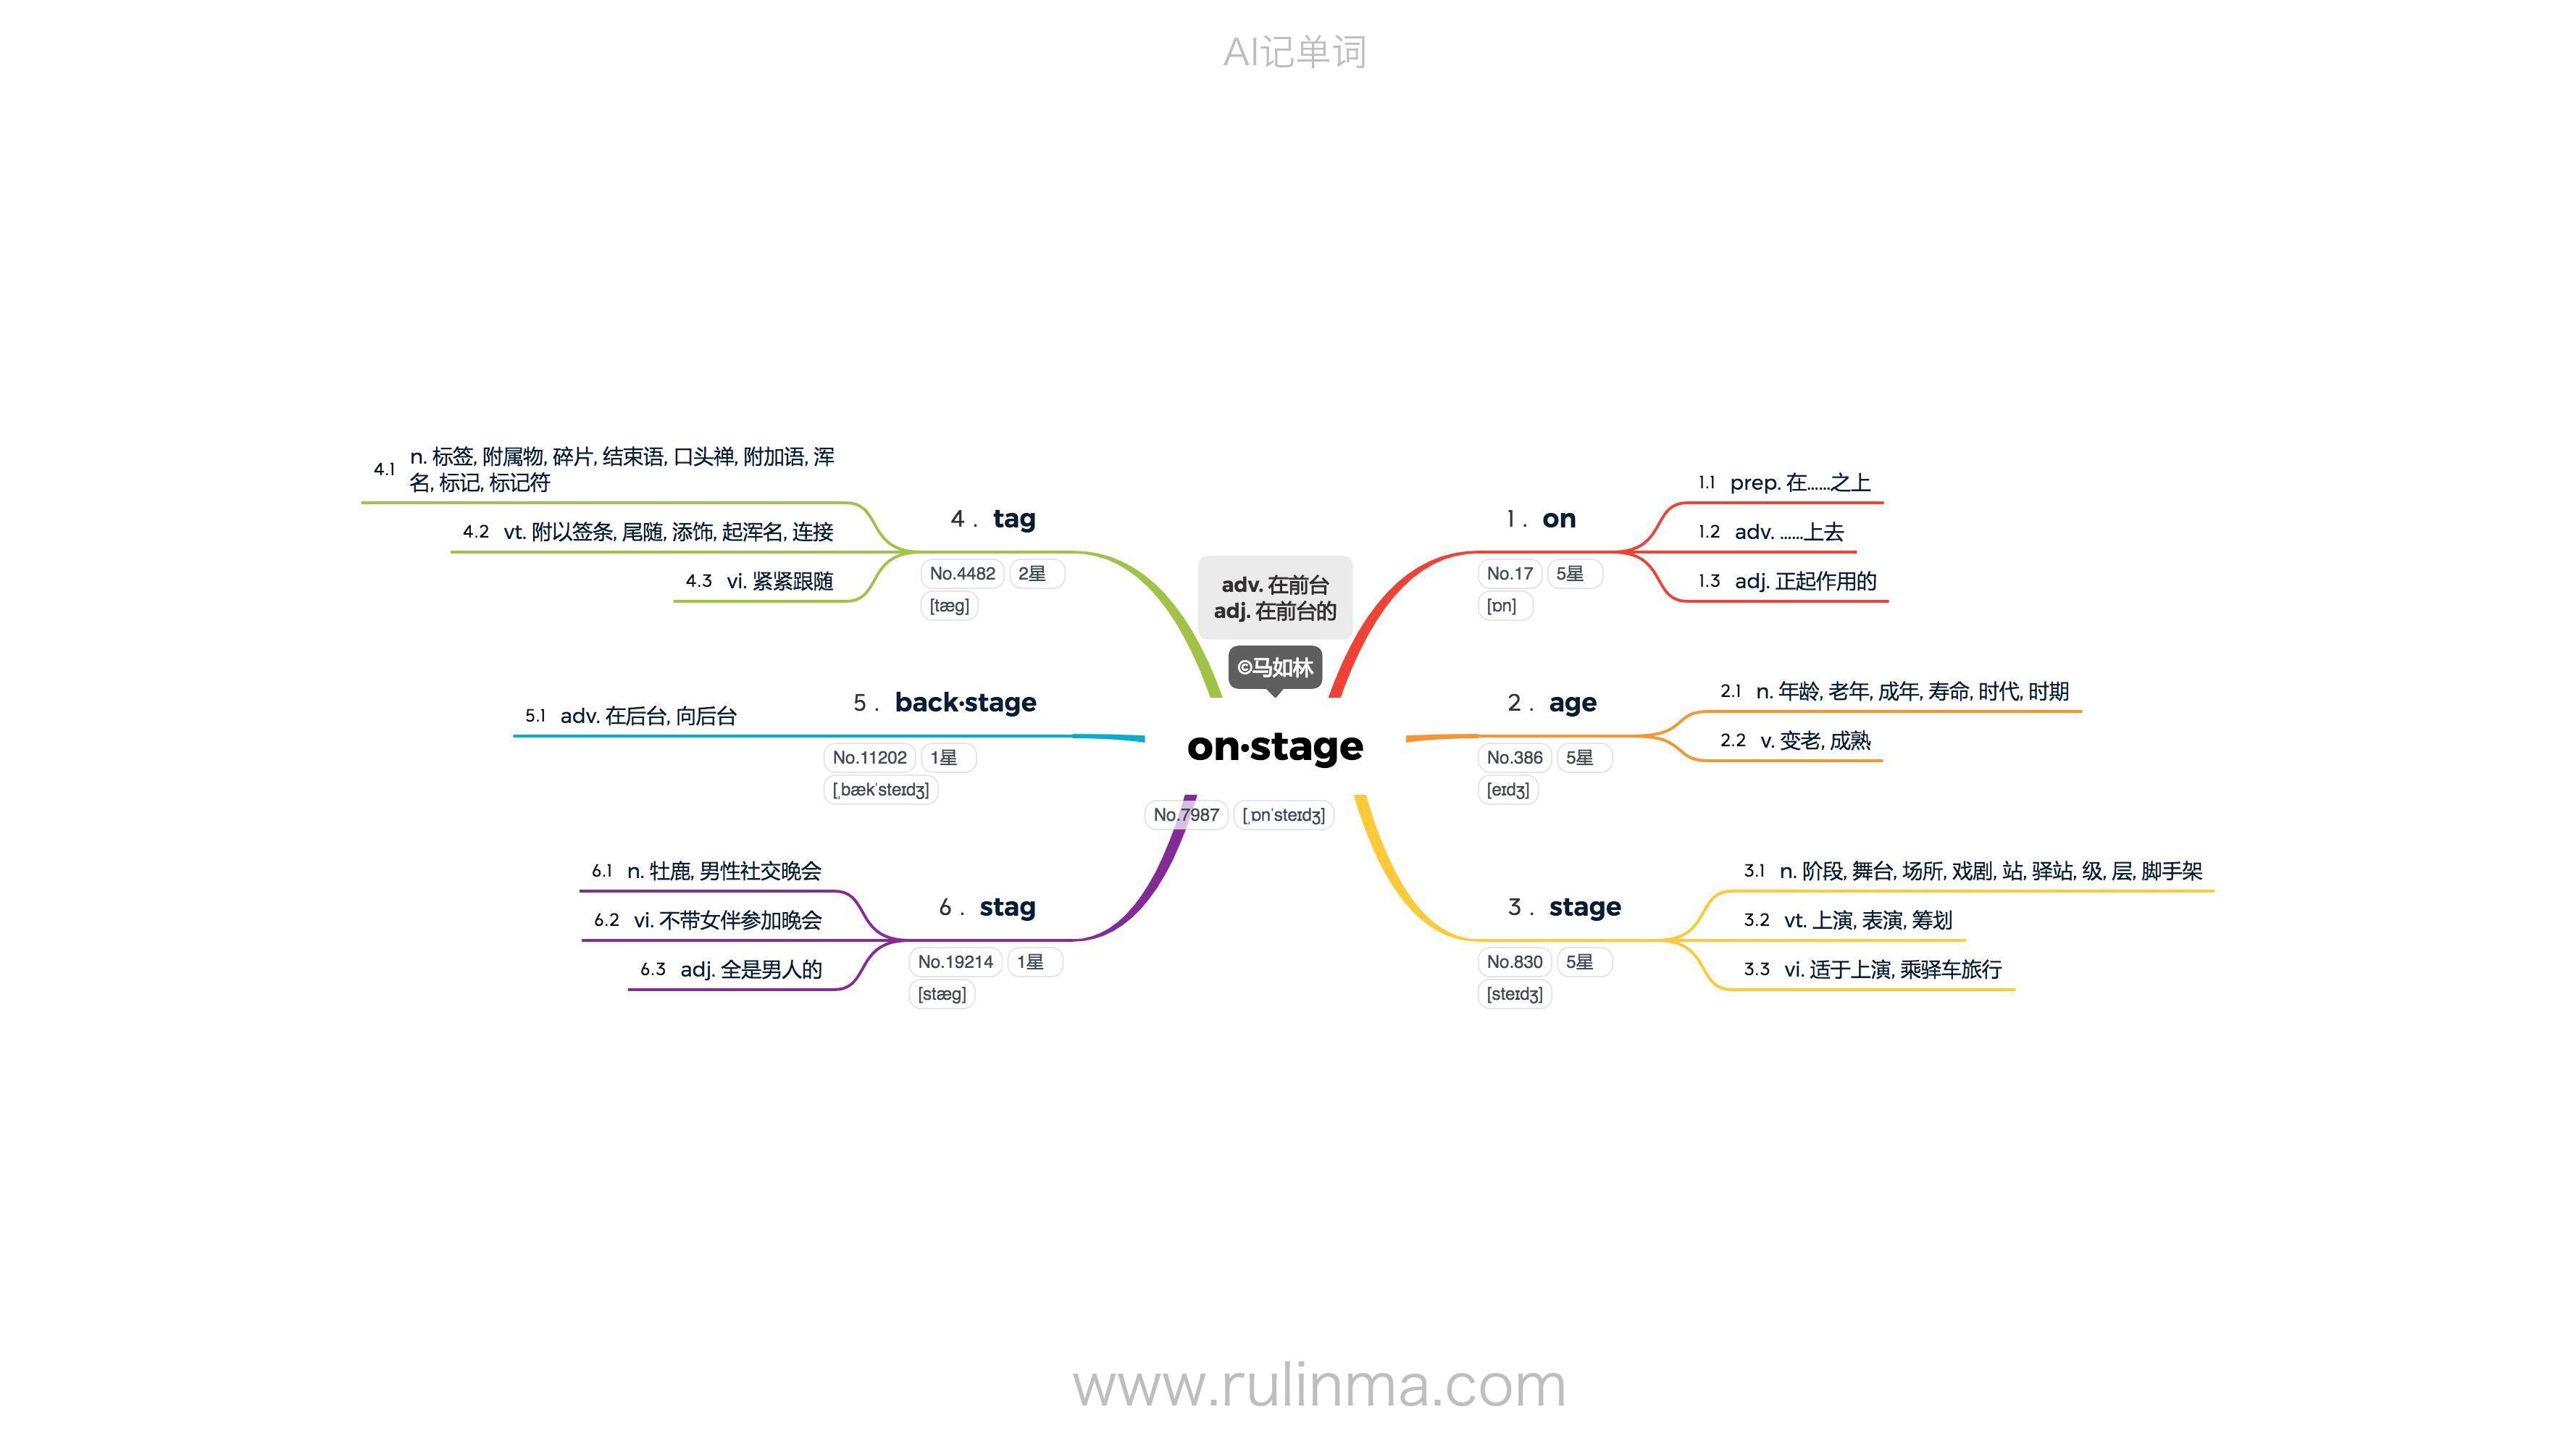 AI记单词
adv. 在前台
adj. 在前台的
©马如林
on·stage
No.7987 [ˌɒnˈsteɪdʒ]
1 . on
No.17 5星
[ɒn]
1.1 prep. 在……之上
1.2 adv. ……上去
1.3 adj. 正起作用的
2 . age
No.386 5星
[eɪdʒ]
2.1 n. 年龄, 老年, 成年, 寿命, 时代, 时期
2.2 v. 变老, 成熟
3 . stage
No.830 5星
[steɪdʒ]
3.1 n. 阶段, 舞台, 场所, 戏剧, 站, 驿站, 级, 层, 脚手架
3.2 vt. 上演, 表演, 筹划
3.3 vi. 适于上演, 乘驿车旅行
4 . tag
No.4482 2星
[tæg]
4.1 n. 标签, 附属物, 碎片, 结束语, 口头禅, 附加语, 浑
名, 标记, 标记符
4.2 vt. 附以签条, 尾随, 添饰, 起浑名, 连接
4.3 vi. 紧紧跟随
5 . back·stage
No.11202 1星
[ˌbækˈsteɪdʒ]
5.1 adv. 在后台, 向后台
6 . stag
No.19214 1星
[stæg]
6.1 n. 牡鹿, 男性社交晚会
6.2 vi. 不带女伴参加晚会
6.3 adj. 全是男人的
www.rulinma.com